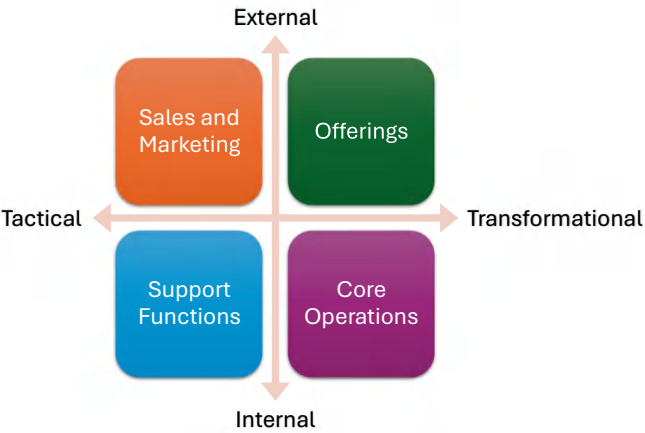 External
Sales and
Marketing
Offerings
Tactical
Transformational
Support
Functions
Core
Operations
Internal